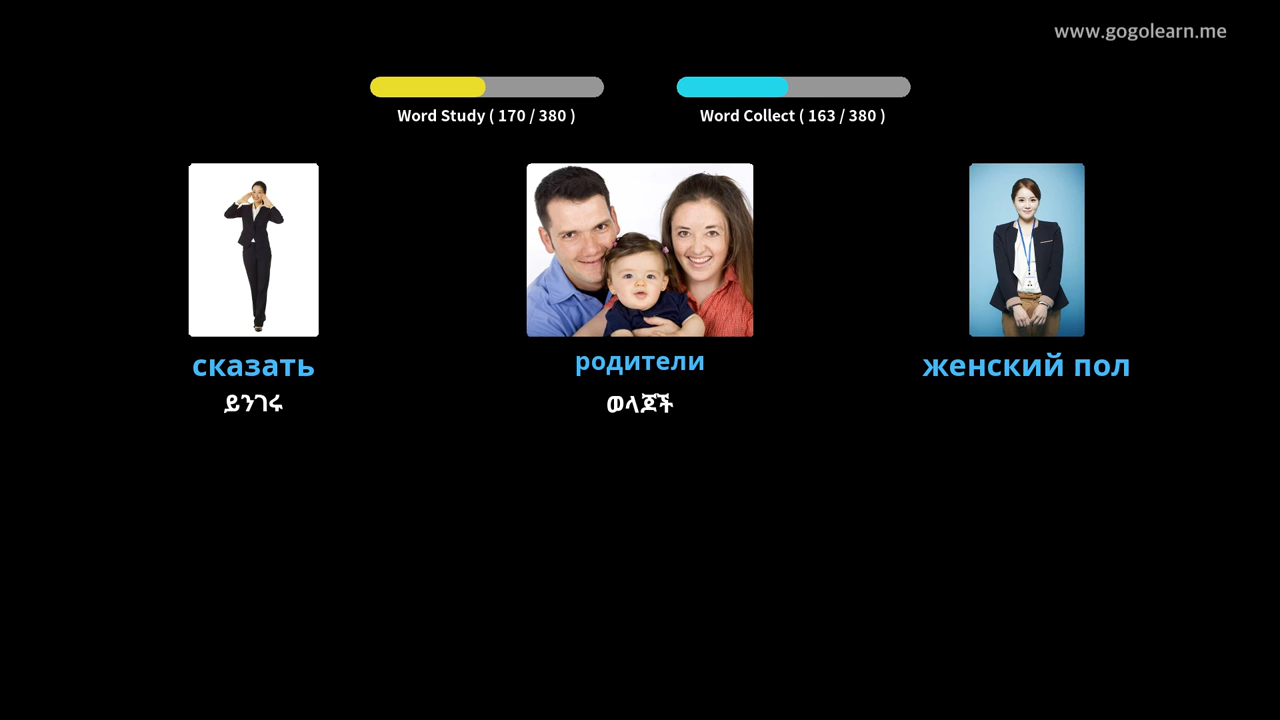 www.gogolearn.me
Word Study ( 170 / 380 )
Word Collect ( 163 / 380 )
сказать
ይንገሩ
родители
ወላጆች
женский пол